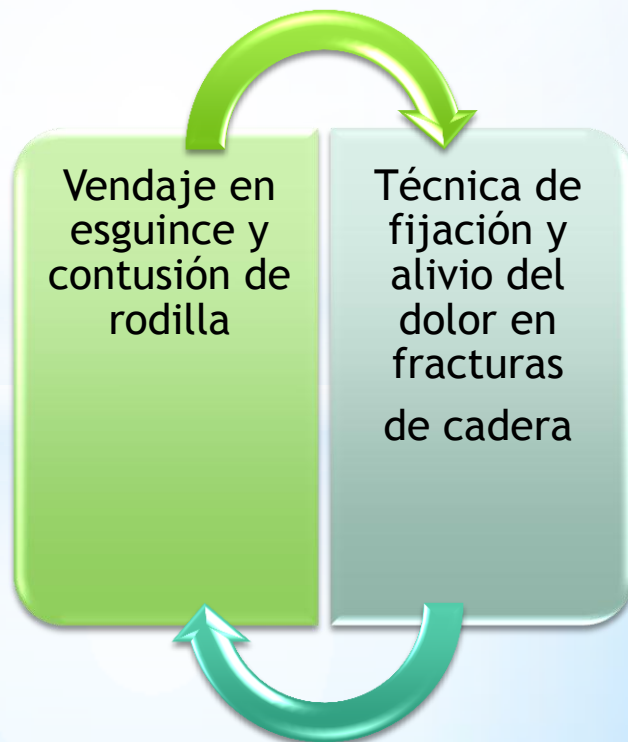 Vendaje en
esguince y
contusión de
rodilla
Técnica de
fijación y
alivio del
dolor en
fracturas
de cadera